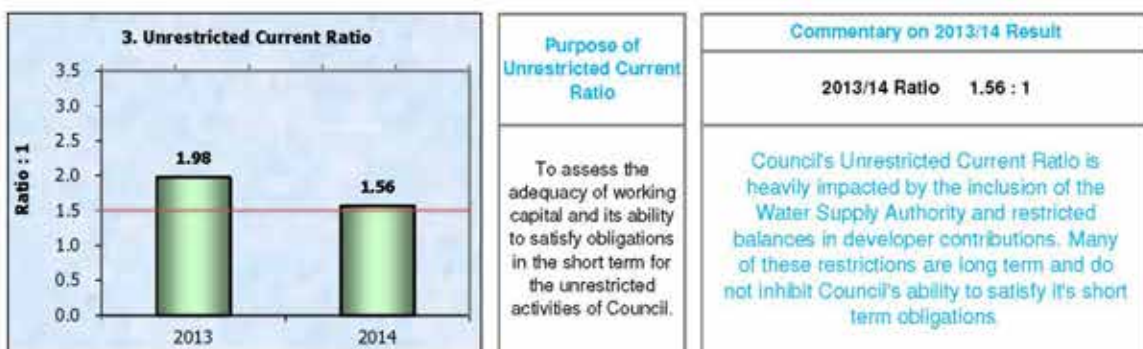 3. Unrestricted Current Ratio
3.5
3.0
2.5
2.0
1.5
1.0
0.5
0.0
Ratio : 1
1.98
1.56
2013
2014
Purpose of
Unrestricted Current
Ratio
To assess the
adequacy of working
capital and its ability
to satisfy obligations
in the short term for
the unrestricted
activities of Council.
Commentary on 2013/14 Result
2013/14 Ratio 1.56 : 1
Council's Unrestricted Current Ratio is
heavily impacted by the inclusion of the
Water Supply Authority and restricted
balances in developer contributions. Many
of these restrictions are long term and do
not inhibit Council's ability to satisfy it's short
term obligations